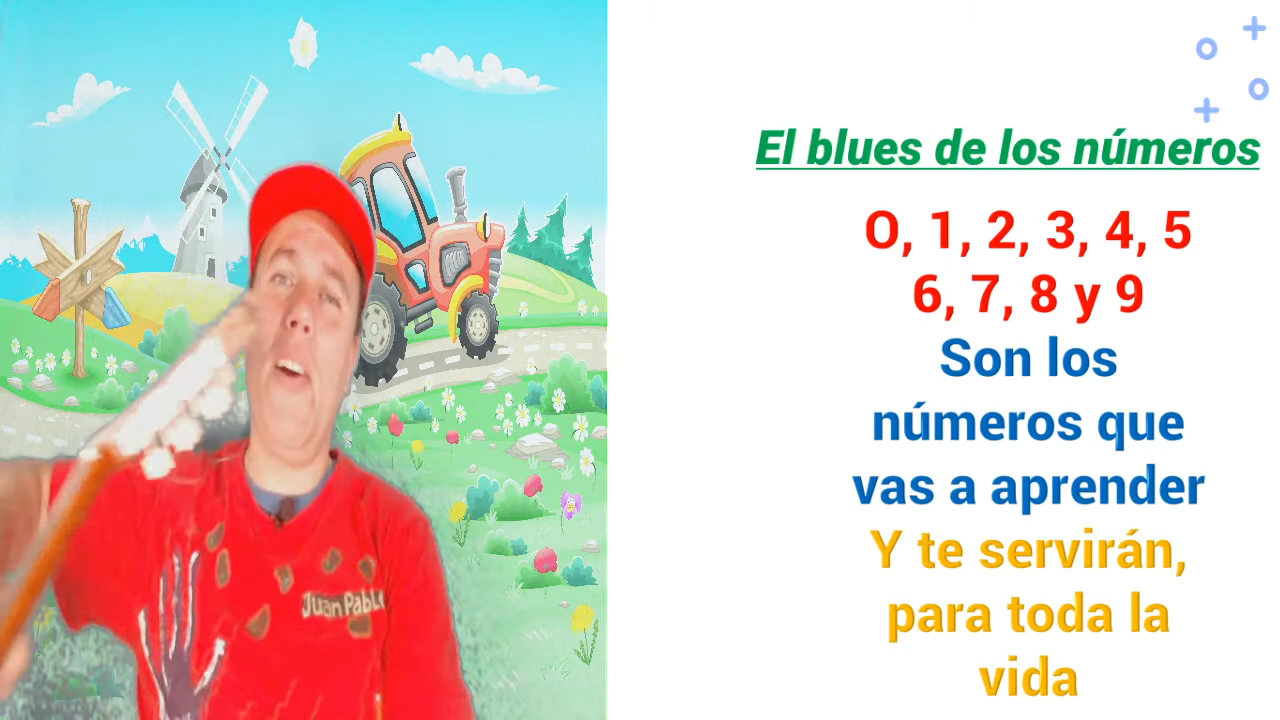 El blues de los números
O, 1, 2, 3, 4, 5
6, 7, 8 y 9
Son los
números que
vas a aprender
Y te servirán,
para toda la
vida
Juan Pablo